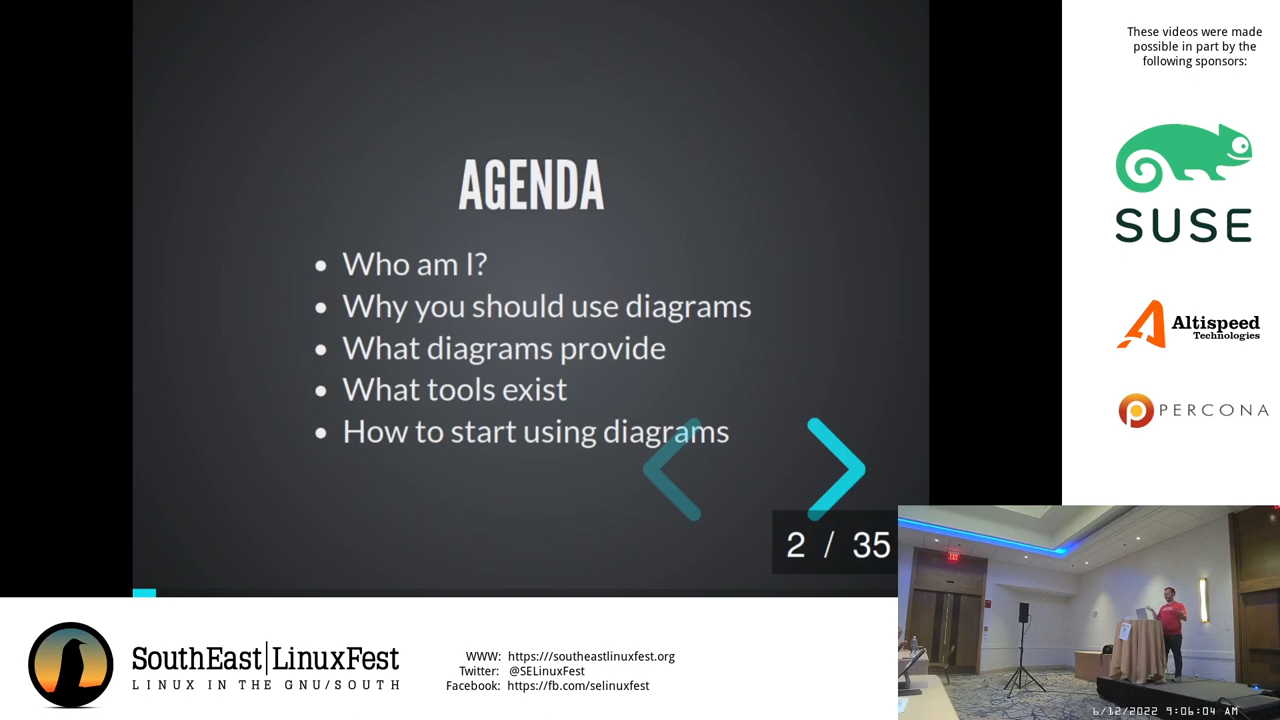 AGENDA
Who am I?
Why you should use diagrams
What diagrams provide
What tools exist
How to start using diagrams
2 / 35
These videos were made
possible in part by the
following sponsors:
SUSE
Altispeed
Technologies
PERCONA
SouthEast|LinuxFest
LINUX IN THE GNU/SOUTH
WWW: https:///southeastlinuxfest.org
Twitter: @SELinuxFest
Facebook: https://fb.com/selinuxfest
EXIT
6/12/2022 9:06:04 AM